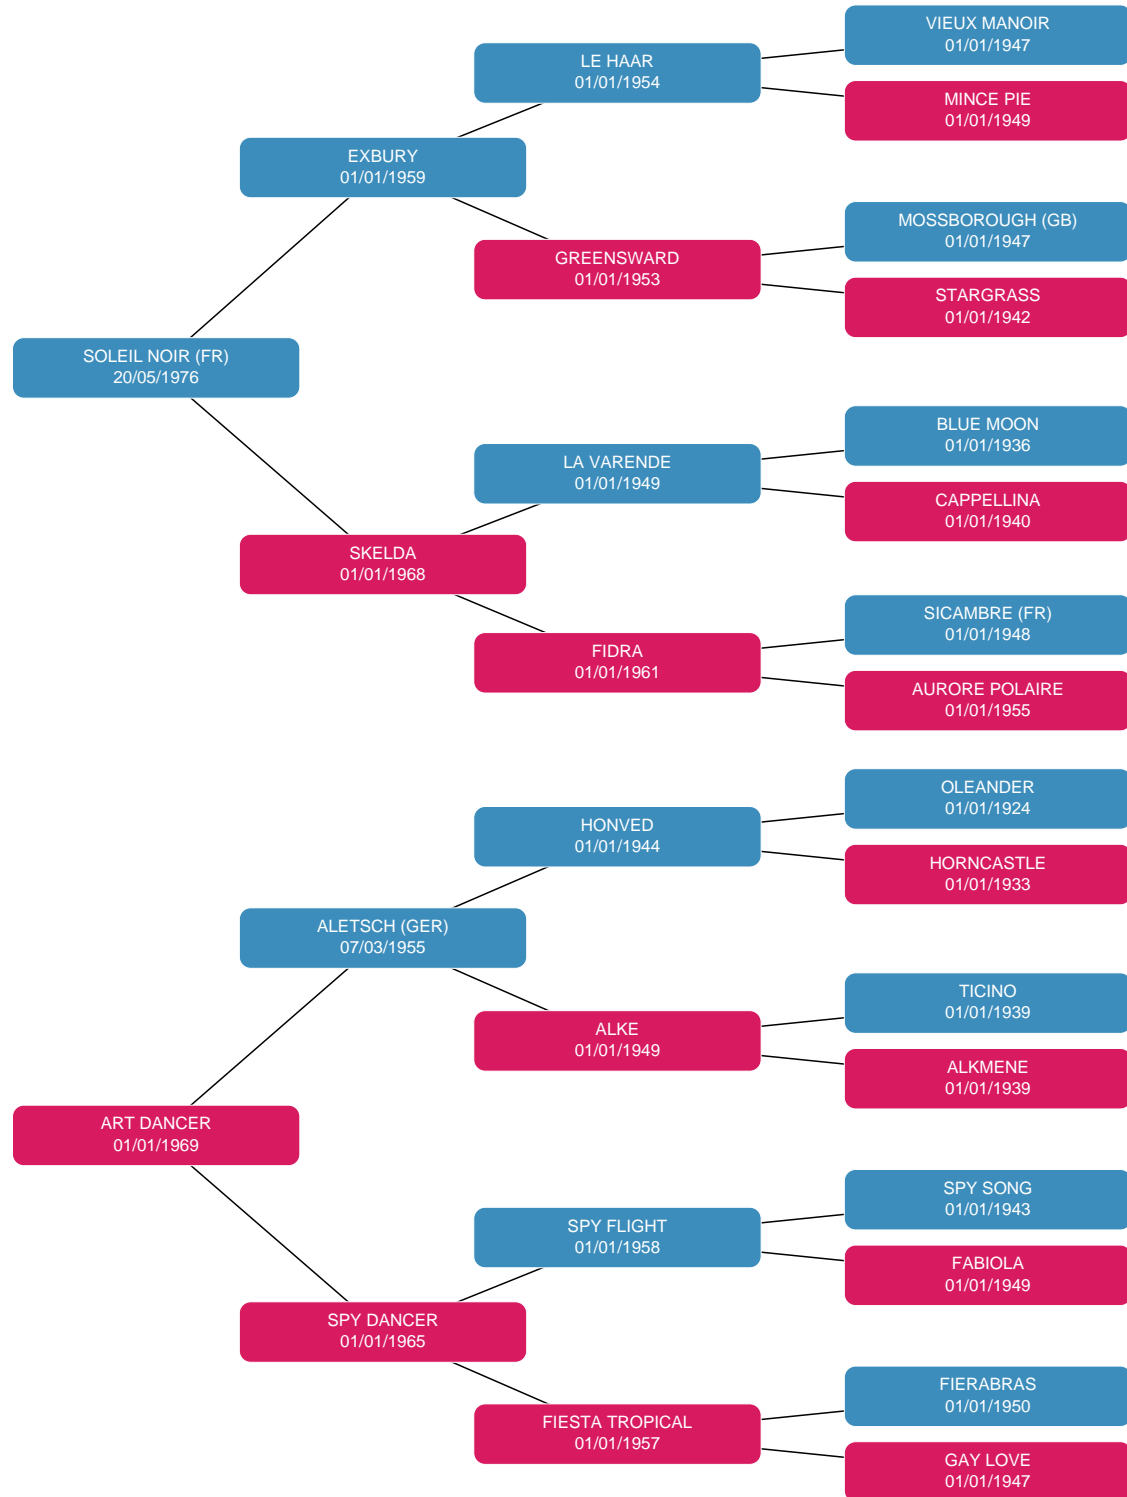 VIEUX MANOIR
01/01/1947
LE HAAR
01/01/1954
MINCE PIE
01/01/1949
EXBURY
01/01/1959
MOSSBOROUGH (GB)
01/01/1947
GREENSWARD
01/01/1953
STARGRASS
01/01/1942
SOLEIL NOIR (FR)
20/05/1976
BLUE MOON
01/01/1936
LA VARENDE
01/01/1949
CAPPELLINA
01/01/1940
SKELDA
01/01/1968
SICAMBRE (FR)
01/01/1948
FIDRA
01/01/1961
AURORE POLAIRE
01/01/1955
OLEANDER
01/01/1924
HONVED
01/01/1944
HORNCASTLE
01/01/1933
ALETSCH (GER)
07/03/1955
TICINO
01/01/1939
ALKE
01/01/1949
ALKMENE
01/01/1939
ART DANCER
01/01/1969
SPY SONG
01/01/1943
SPY FLIGHT
01/01/1958
FABIOLA
01/01/1949
SPY DANCER
01/01/1965
FIERABRAS
01/01/1950
FIESTA TROPICAL
01/01/1957
GAY LOVE
01/01/1947